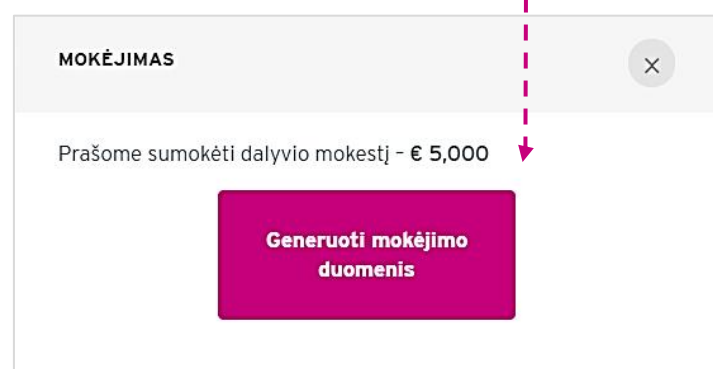 MOKĖJIMAS
Prašome sumokėti dalyvio mokestį – € 5,000
Generuoti mokėjimo
duomenis